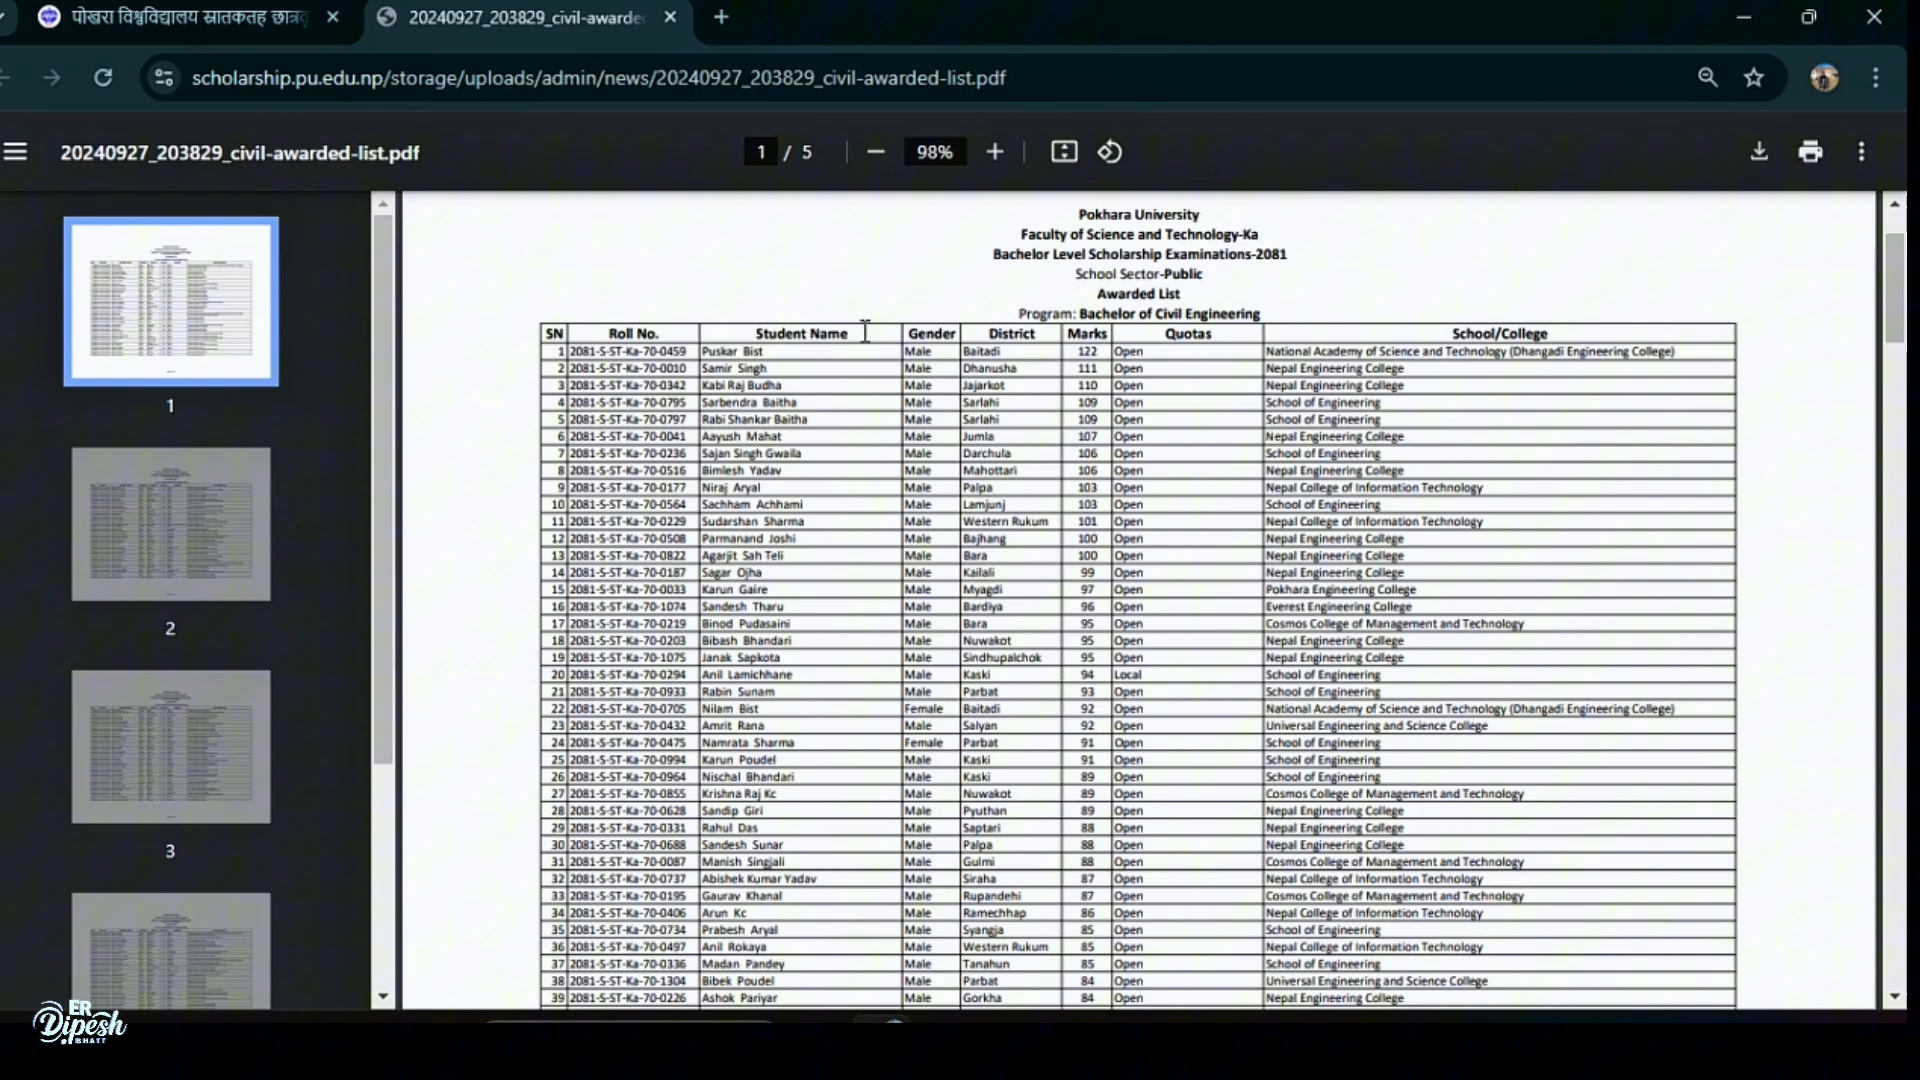 पोखरा विश्वविद्यालय स्नातकतह छात्रवृ
20240927_203829_civil-awarde
scholarship.pu.edu.np/storage/uploads/admin/news/20240927_203829_civil-awarded-list.pdf
20240927_203829_civil-awarded-list.pdf
1 / 5
98%
1
2
3
Pokhara University
Faculty of Science and Technology-Ka
Bachelor Level Scholarship Examinations-2081
School Sector-Public
Awarded List
Program: Bachelor of Civil Engineering
SN Roll No. Student Name Gender District Marks Quotas School/College
1 2081-S-ST-Ka-70-0459 Puskar Bist Male Baitadi 122 Open National Academy of Science and Technology (Dhangadi Engineering College)
2 2081-S-ST-Ka-70-0010 Samir Singh Male Dhanusha 111 Open Nepal Engineering College
3 2081-S-ST-Ka-70-0342 Kabi Raj Budha Male Jajarkot 110 Open Nepal Engineering College
4 2081-S-ST-Ka-70-0795 Sarbendra Baitha Male Sarlahi 109 Open School of Engineering
5 2081-S-ST-Ka-70-0797 Rabi Shankar Baitha Male Sarlahi 109 Open School of Engineering
6 2081-S-ST-Ka-70-0041 Aayush Mahat Male Jumla 107 Open Nepal Engineering College
7 2081-S-ST-Ka-70-0236 Sajan Singh Gwaila Male Darchula 106 Open School of Engineering
8 2081-S-ST-Ka-70-0516 Bimlesh Yadav Male Mahottari 106 Open Nepal Engineering College
9 2081-S-ST-Ka-70-0177 Niraj Aryal Male Palpa 103 Open Nepal College of Information Technology
10 2081-S-ST-Ka-70-0564 Sachham Achhami Male Lamjunj 103 Open School of Engineering
11 2081-S-ST-Ka-70-0229 Sudarshan Sharma Male Western Rukum 101 Open Nepal College of Information Technology
12 2081-S-ST-Ka-70-0508 Parmanand Joshi Male Bajhang 100 Open Nepal Engineering College
13 2081-S-ST-Ka-70-0822 Agarjit Sah Teli Male Bara 100 Open Nepal Engineering College
14 2081-S-ST-Ka-70-0187 Sagar Ojha Male Kailali 99 Open Nepal Engineering College
15 2081-S-ST-Ka-70-0033 Karun Gaire Male Myagdi 97 Open Pokhara Engineering College
16 2081-S-ST-Ka-70-1074 Sandesh Tharu Male Bardiya 96 Open Everest Engineering College
17 2081-S-ST-Ka-70-0219 Binod Pudasaini Male Bara 95 Open Cosmos College of Management and Technology
18 2081-S-ST-Ka-70-0203 Bibash Bhandari Male Nuwakot 95 Open Nepal Engineering College
19 2081-S-ST-Ka-70-1075 Janak Sapkota Male Sindhupalchok 95 Open Nepal Engineering College
20 2081-S-ST-Ka-70-0294 Anil Lamichhane Male Kaski 94 Local School of Engineering
21 2081-S-ST-Ka-70-0933 Rabin Sunam Male Parbat 93 Open School of Engineering
22 2081-S-ST-Ka-70-0705 Nilam Bist Female Baitadi 92 Open National Academy of Science and Technology (Dhangadi Engineering College)
23 2081-S-ST-Ka-70-0432 Amrit Rana Male Salyan 92 Open Universal Engineering and Science College
24 2081-S-ST-Ka-70-0475 Namrata Sharma Female Parbat 91 Open School of Engineering
25 2081-S-ST-Ka-70-0994 Karun Poudel Male Kaski 91 Open School of Engineering
26 2081-S-ST-Ka-70-0964 Nischal Bhandari Male Kaski 89 Open School of Engineering
27 2081-S-ST-Ka-70-0855 Krishna Raj Kc Male Nuwakot 89 Open Cosmos College of Management and Technology
28 2081-S-ST-Ka-70-0628 Sandip Giri Male Pyuthan 89 Open Nepal Engineering College
29 2081-S-ST-Ka-70-0331 Rahul Das Male Saptari 88 Open Nepal Engineering College
30 2081-S-ST-Ka-70-0688 Sandesh Sunar Male Palpa 88 Open Nepal Engineering College
31 2081-S-ST-Ka-70-0087 Manish Singjali Male Gulmi 88 Open Cosmos College of Management and Technology
32 2081-S-ST-Ka-70-0737 Abishek Kumar Yadav Male Siraha 87 Open Nepal College of Information Technology
33 2081-S-ST-Ka-70-0195 Gaurav Khanal Male Rupandehi 87 Open Cosmos College of Management and Technology
34 2081-S-ST-Ka-70-0406 Arun Kc Male Ramechhap 86 Open Nepal College of Information Technology
35 2081-S-ST-Ka-70-0734 Prabesh Aryal Male Syangja 85 Open School of Engineering
36 2081-S-ST-Ka-70-0497 Anil Rokaya Male Western Rukum 85 Open Nepal College of Information Technology
37 2081-S-ST-Ka-70-0336 Madan Pandey Male Tanahun 85 Open School of Engineering
38 2081-S-ST-Ka-70-1304 Bibek Poudel Male Parbat 84 Open Universal Engineering and Science College
39 2081-S-ST-Ka-70-0226 Ashok Pariyar Male Gorkha 84 Open Nepal Engineering College
ER
Dipesh
BHATT